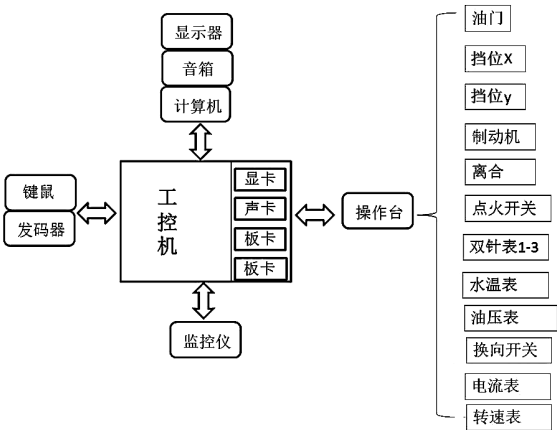 显示器
音箱
计算机
键鼠
发码器
工控机
显卡
声卡
板卡
板卡
监控仪
操作台
油门
挡位x
挡位y
制动机
离合
点火开关
双针表1-3
水温表
油压表
换向开关
电流表
转速表